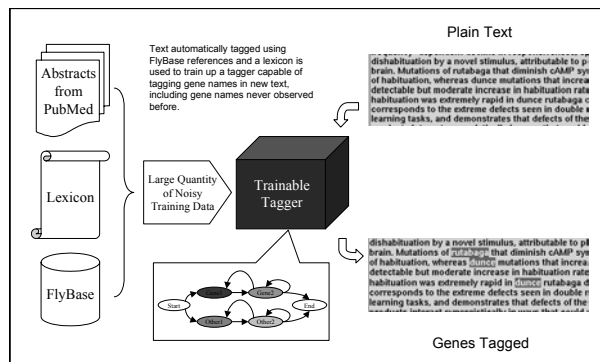 Plain Text
Text automatically tagged using
FlyBase references and a lexicon is
used to train up a tagger capable of
tagging gene names in new text,
including gene names never observed
before.
Abstracts
from
PubMed
Lexicon
FlyBase
Large Quantity
of Noisy
Training Data
Trainable
Tagger
Start
Gene1
Gene2
Other1
Other2
End
dishabituation by a novel stimulus, attributable to
brain. Mutations of rutabaga that diminish cAMP
of habituation, whereas dunce mutations that increa
detectable but moderate increase in habituation rate
habituation was extremely rapid in dunce rutabaga
corresponds to the extreme defects seen in double
learning tasks, and demonstrates that defects of the
dishabituation by a novel stimulus, attributable to
brain. Mutations of rutabaga that diminish cAMP
of habituation, whereas dunce mutations that increa
detectable but moderate increase in habituation rate
habituation was extremely rapid in dunce rutabaga
corresponds to the extreme defects seen in double
learning tasks, and demonstrates that defects of the
Genes Tagged